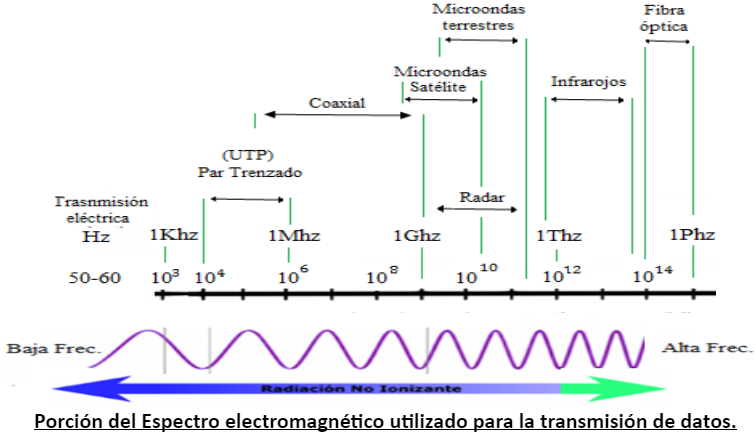 Microondas
terrestres
Fibra
óptica
Microondas
Satélite
Infrarojos
Coaxial
(UTP)
Par Trenzado
Radar
Trasnmisión
eléctrica
Hz
1Khz
1Mhz
1Ghz
1Thz
1Phz
50-60
10³
10⁴
10⁶
10⁸
10¹⁰
10¹²
10¹⁴
Baja Frec.
Alta Frec.
Radiación No Ionizante
Porción del Espectro electromagnético utilizado para la transmisión de datos.